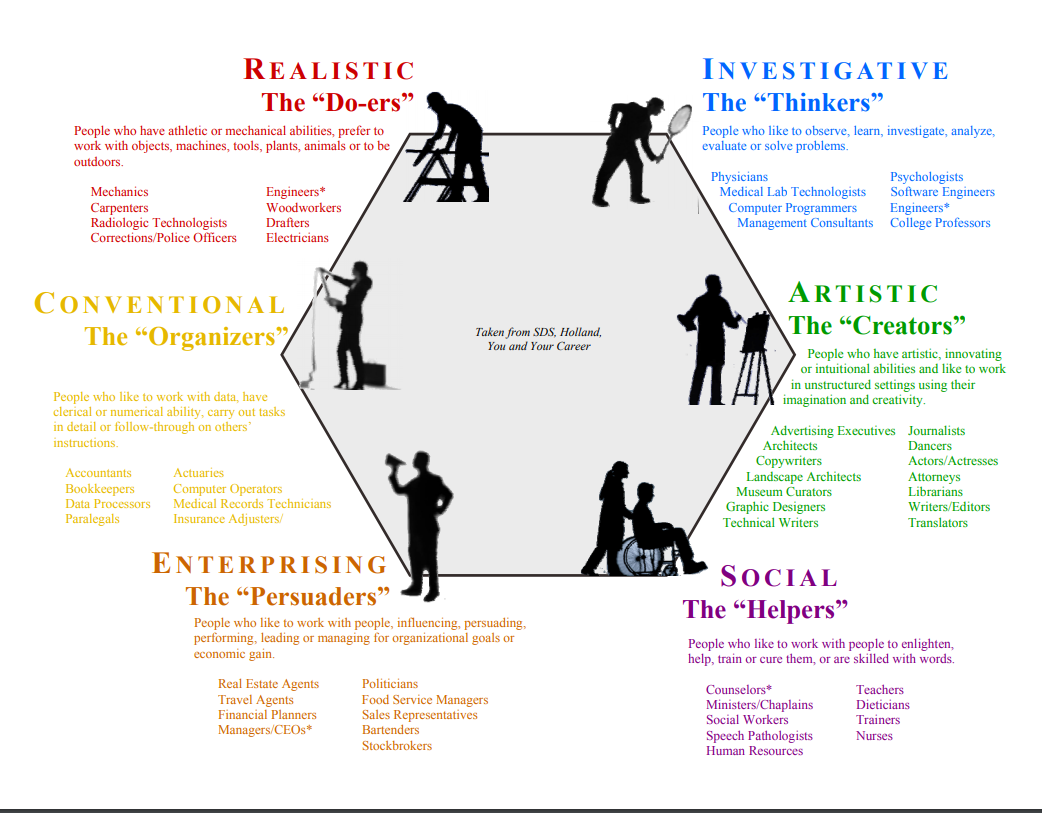 REALISTIC
The “Do-ers”
People who have athletic or mechanical abilities, prefer to
work with objects, machines, tools, plants, animals or to be
outdoors.
Mechanics
Carpenters
Radiologic Technologists
Corrections/Police Officers
Engineers*
Woodworkers
Drafters
Electricians
INVESTIGATIVE
The “Thinkers”
People who like to observe, learn, investigate, analyze,
evaluate or solve problems.
Physicians
Medical Lab Technologists
Computer Programmers
Management Consultants
Psychologists
Software Engineers
Engineers*
College Professors
CONVENTIONAL
The “Organizers”
People who like to work with data, have
clerical or numerical ability, carry out tasks
in detail or follow-through on others’
instructions.
Accountants
Bookkeepers
Data Processors
Paralegals
Actuaries
Computer Operators
Medical Records Technicians
Insurance Adjusters/
Taken from SDS, Holland,
You and Your Career
ARTISTIC
The “Creators”
People who have artistic, innovating
or intuitional abilities and like to work
in unstructured settings using their
imagination and creativity.
Advertising Executives
Architects
Copywriters
Landscape Architects
Museum Curators
Graphic Designers
Technical Writers
Journalists
Dancers
Actors/Actresses
Attorneys
Librarians
Writers/Editors
Translators
ENTERPRISING
The “Persuaders”
People who like to work with people, influencing, persuading,
performing, leading or managing for organizational goals or
economic gain.
Real Estate Agents
Travel Agents
Financial Planners
Managers/CEOs*
Politicians
Food Service Managers
Sales Representatives
Bartenders
Stockbrokers
SOCIAL
The “Helpers”
People who like to work with people to enlighten,
help, train or cure them, or are skilled with words.
Counselors*
Ministers/Chaplains
Social Workers
Speech Pathologists
Human Resources
Teachers
Dieticians
Trainers
Nurses